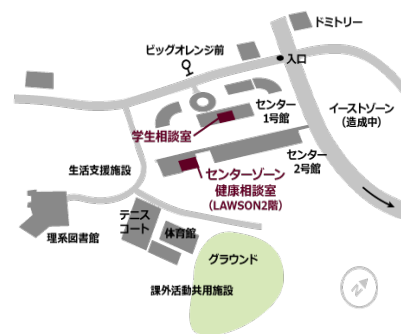 ドミトリー
ビッグオレンジ前
入口
センター
1号館
イーストゾーン
(造成中)
学生相談室
センター
2号館
生活支援施設
センターゾーン
健康相談室
(LAWSON2階)
テニス
コート
体育館
理系図書館
グラウンド
課外活動共用施設
N